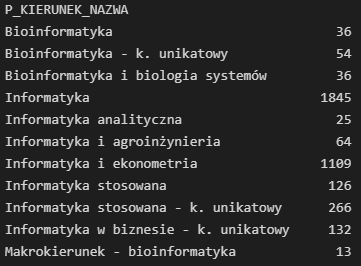 P_KIERUNEK_NAZWA
Bioinformatyka 36
Bioinformatyka - k. unikatowy 54
Bioinformatyka i biologia systemów 36
Informatyka 1845
Informatyka analityczna 25
Informatyka i agroinżynieria 64
Informatyka i ekonometria 1109
Informatyka stosowana 126
Informatyka stosowana - k. unikatowy 266
Informatyka w biznesie - k. unikatowy 132
Makrokierunek - bioinformatyka 13